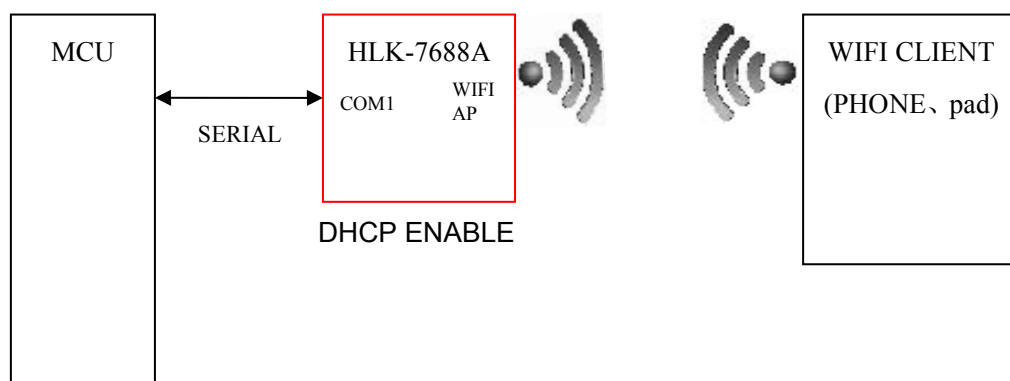 MCU
SERIAL
HLK-7688A
COM1
WIFI
AP
DHCP ENABLE
WIFI CLIENT
(PHONE、pad)